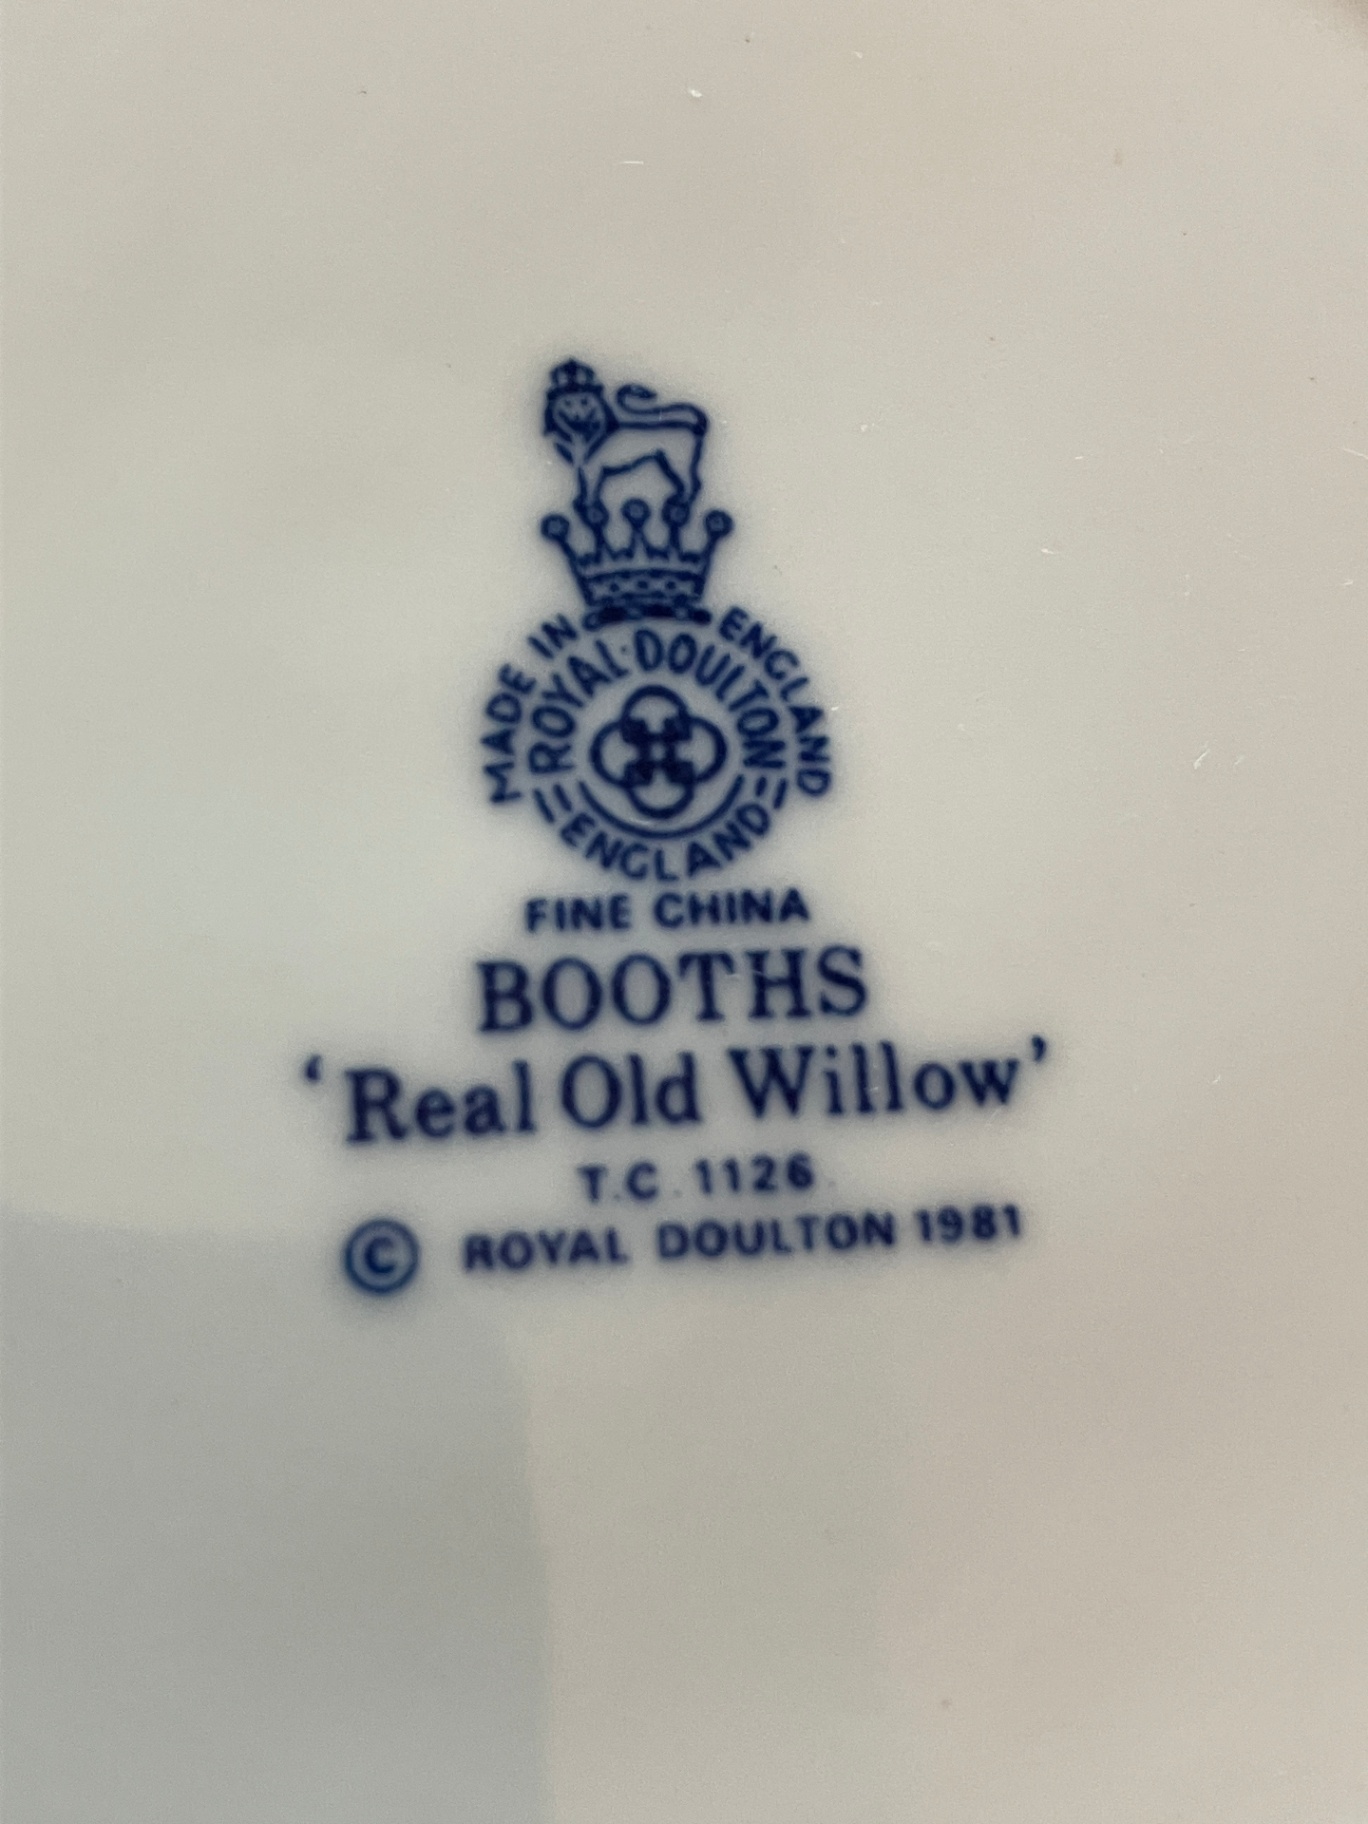 MADE IN ENGLAND
ROYAL·DOULTON
ENGLAND
FINE CHINA
BOOTHS
‘Real Old Willow’
T.C. 1126
© ROYAL DOULTON 1981